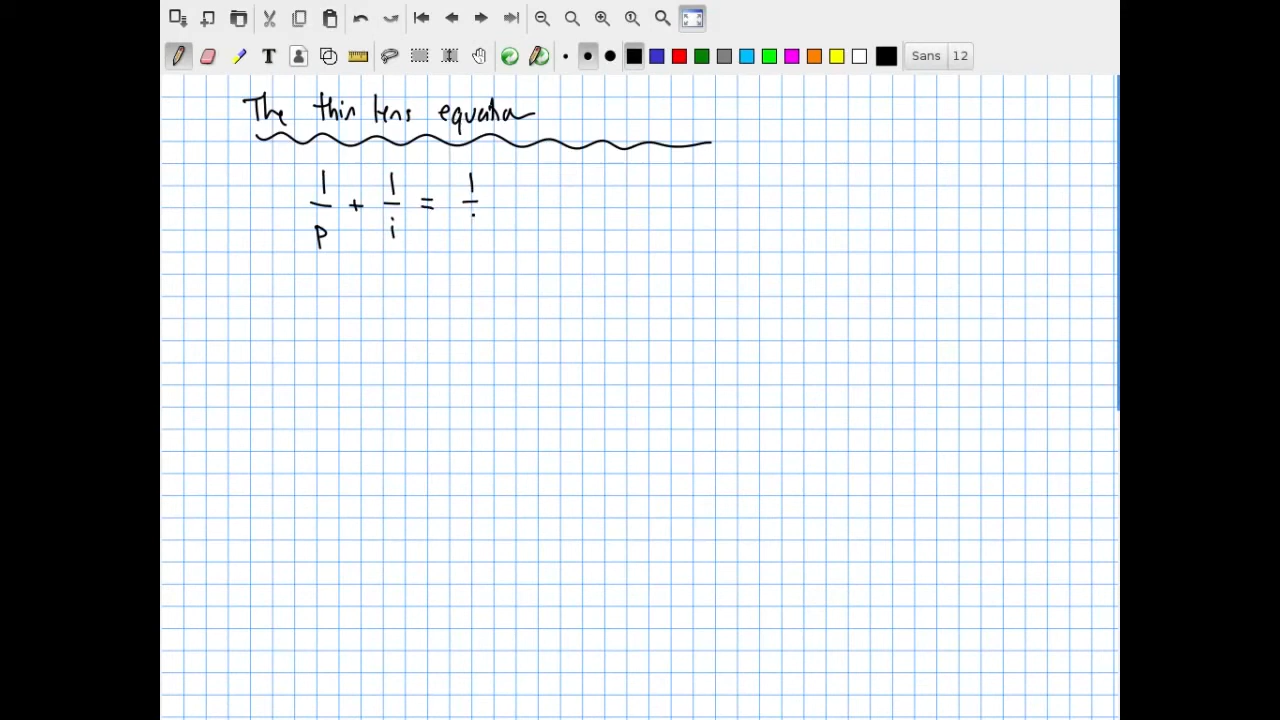 Sans 12
The thin lens equation
1/p + 1/i = 1/